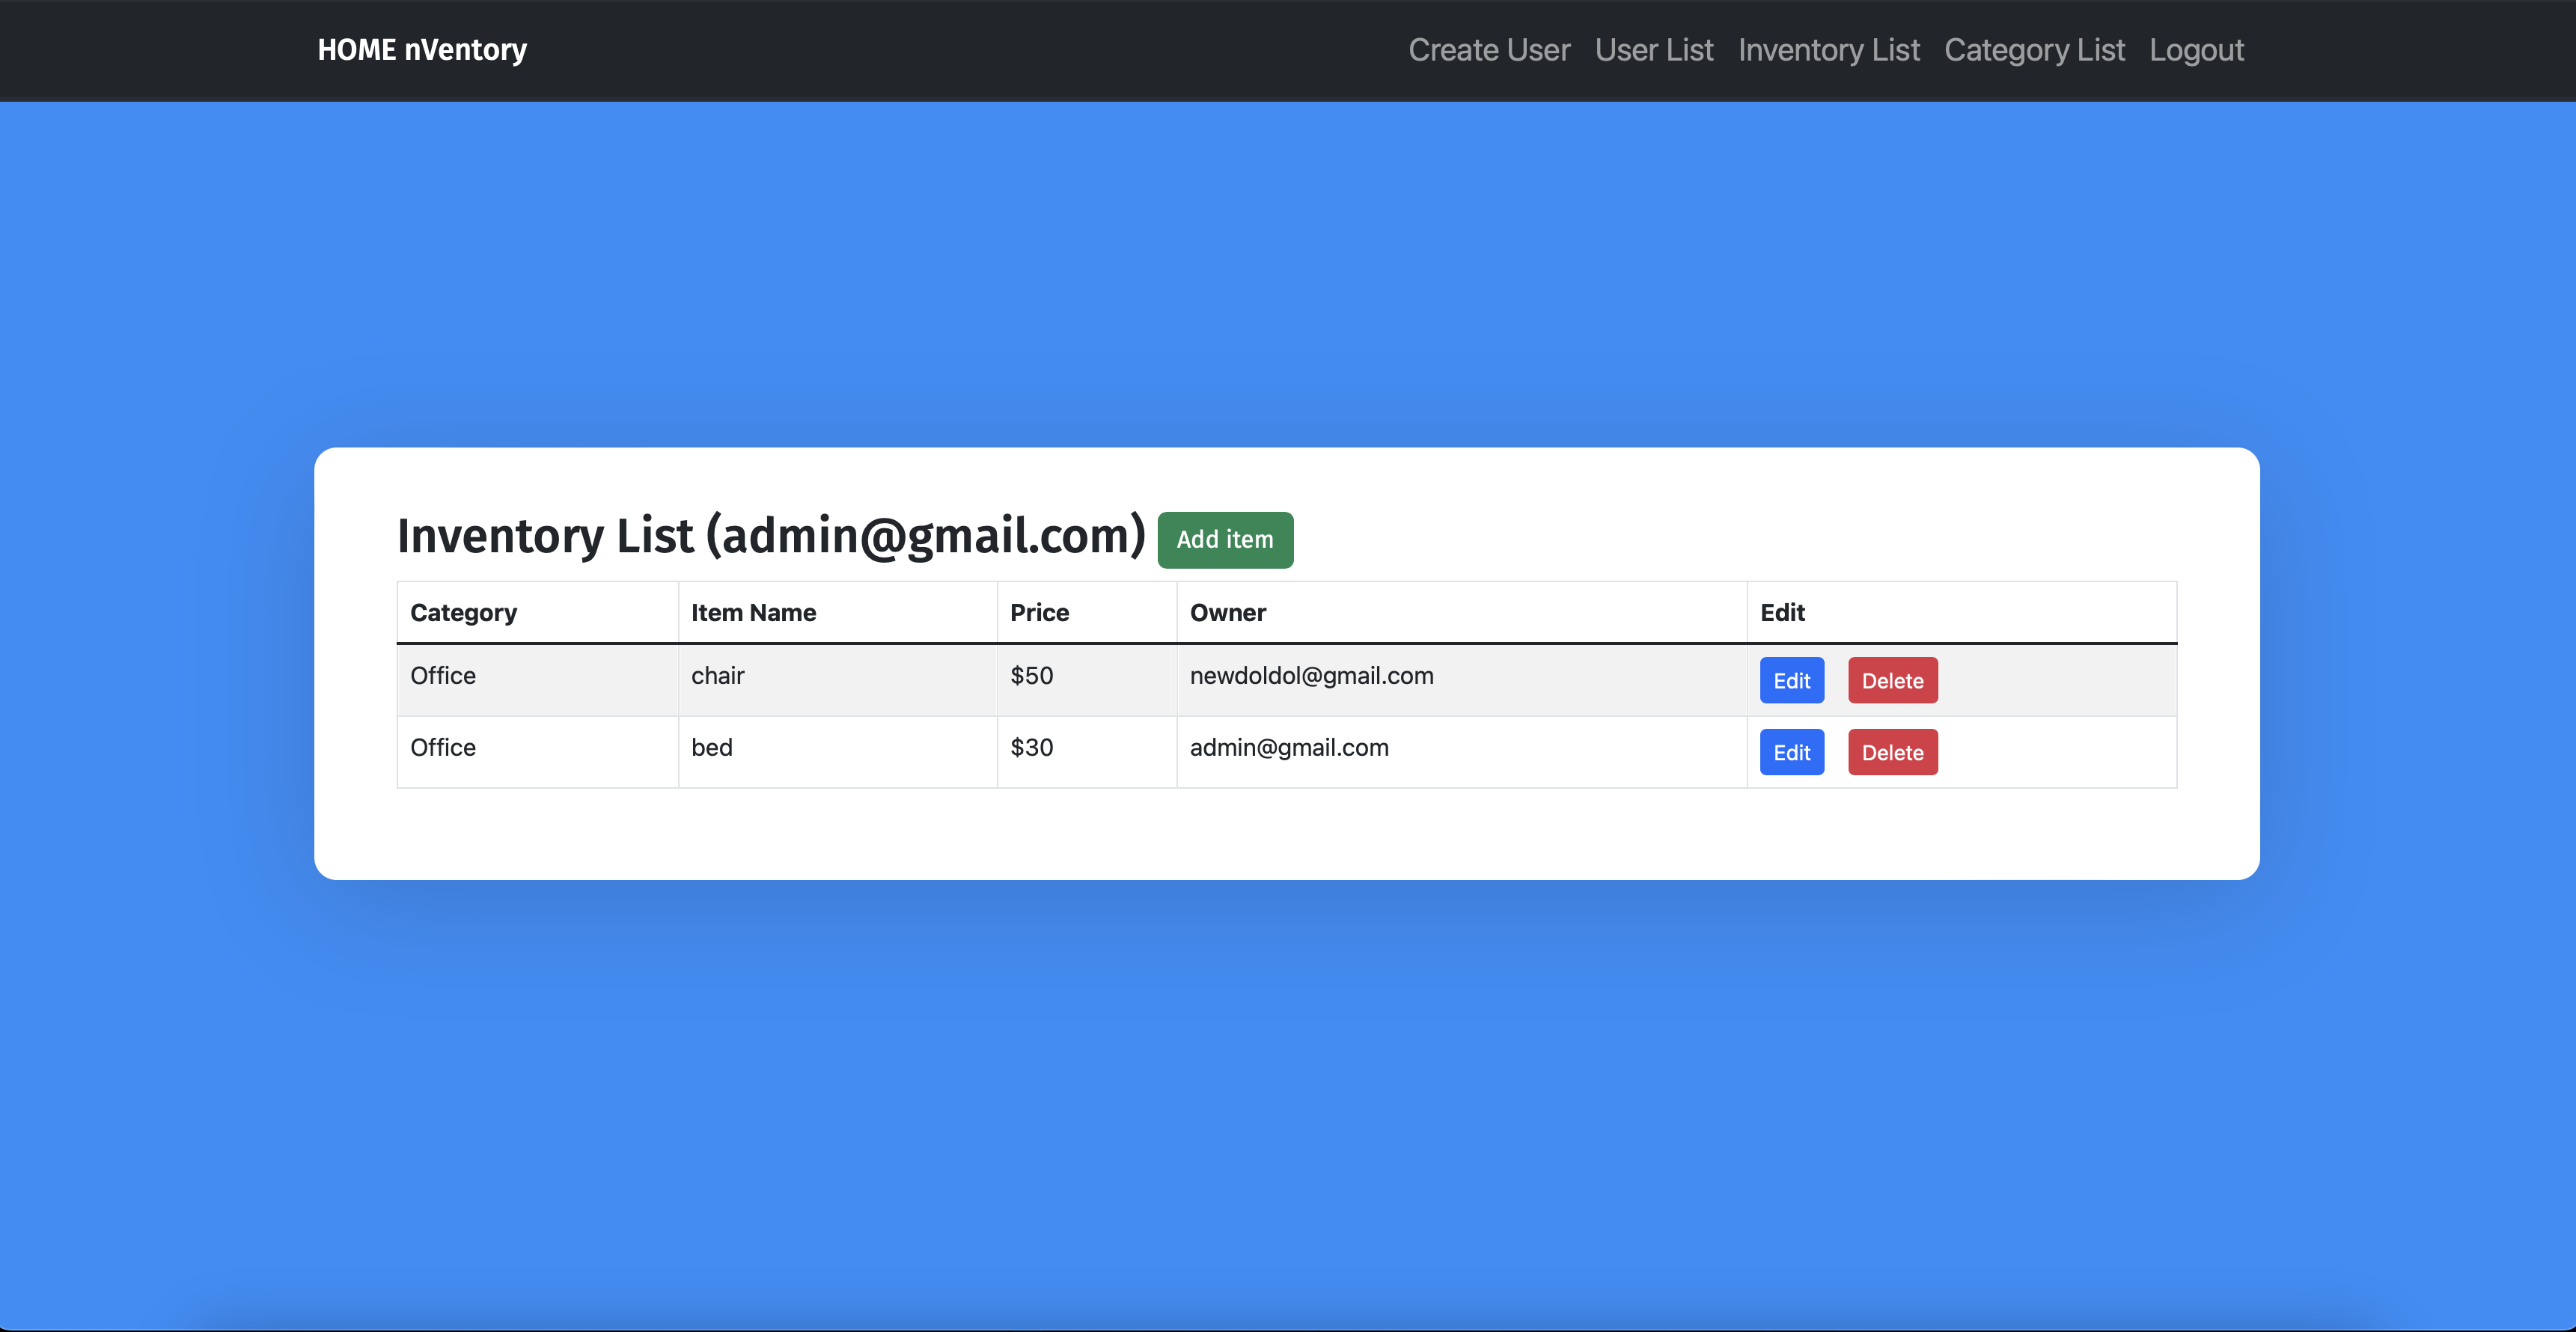 HOME nVentory Create User User List Inventory List Category List Logout
Inventory List (admin@gmail.com) Add item
Category Item Name Price Owner Edit
Office chair $50 newdoldol@gmail.com Edit Delete
Office bed $30 admin@gmail.com Edit Delete